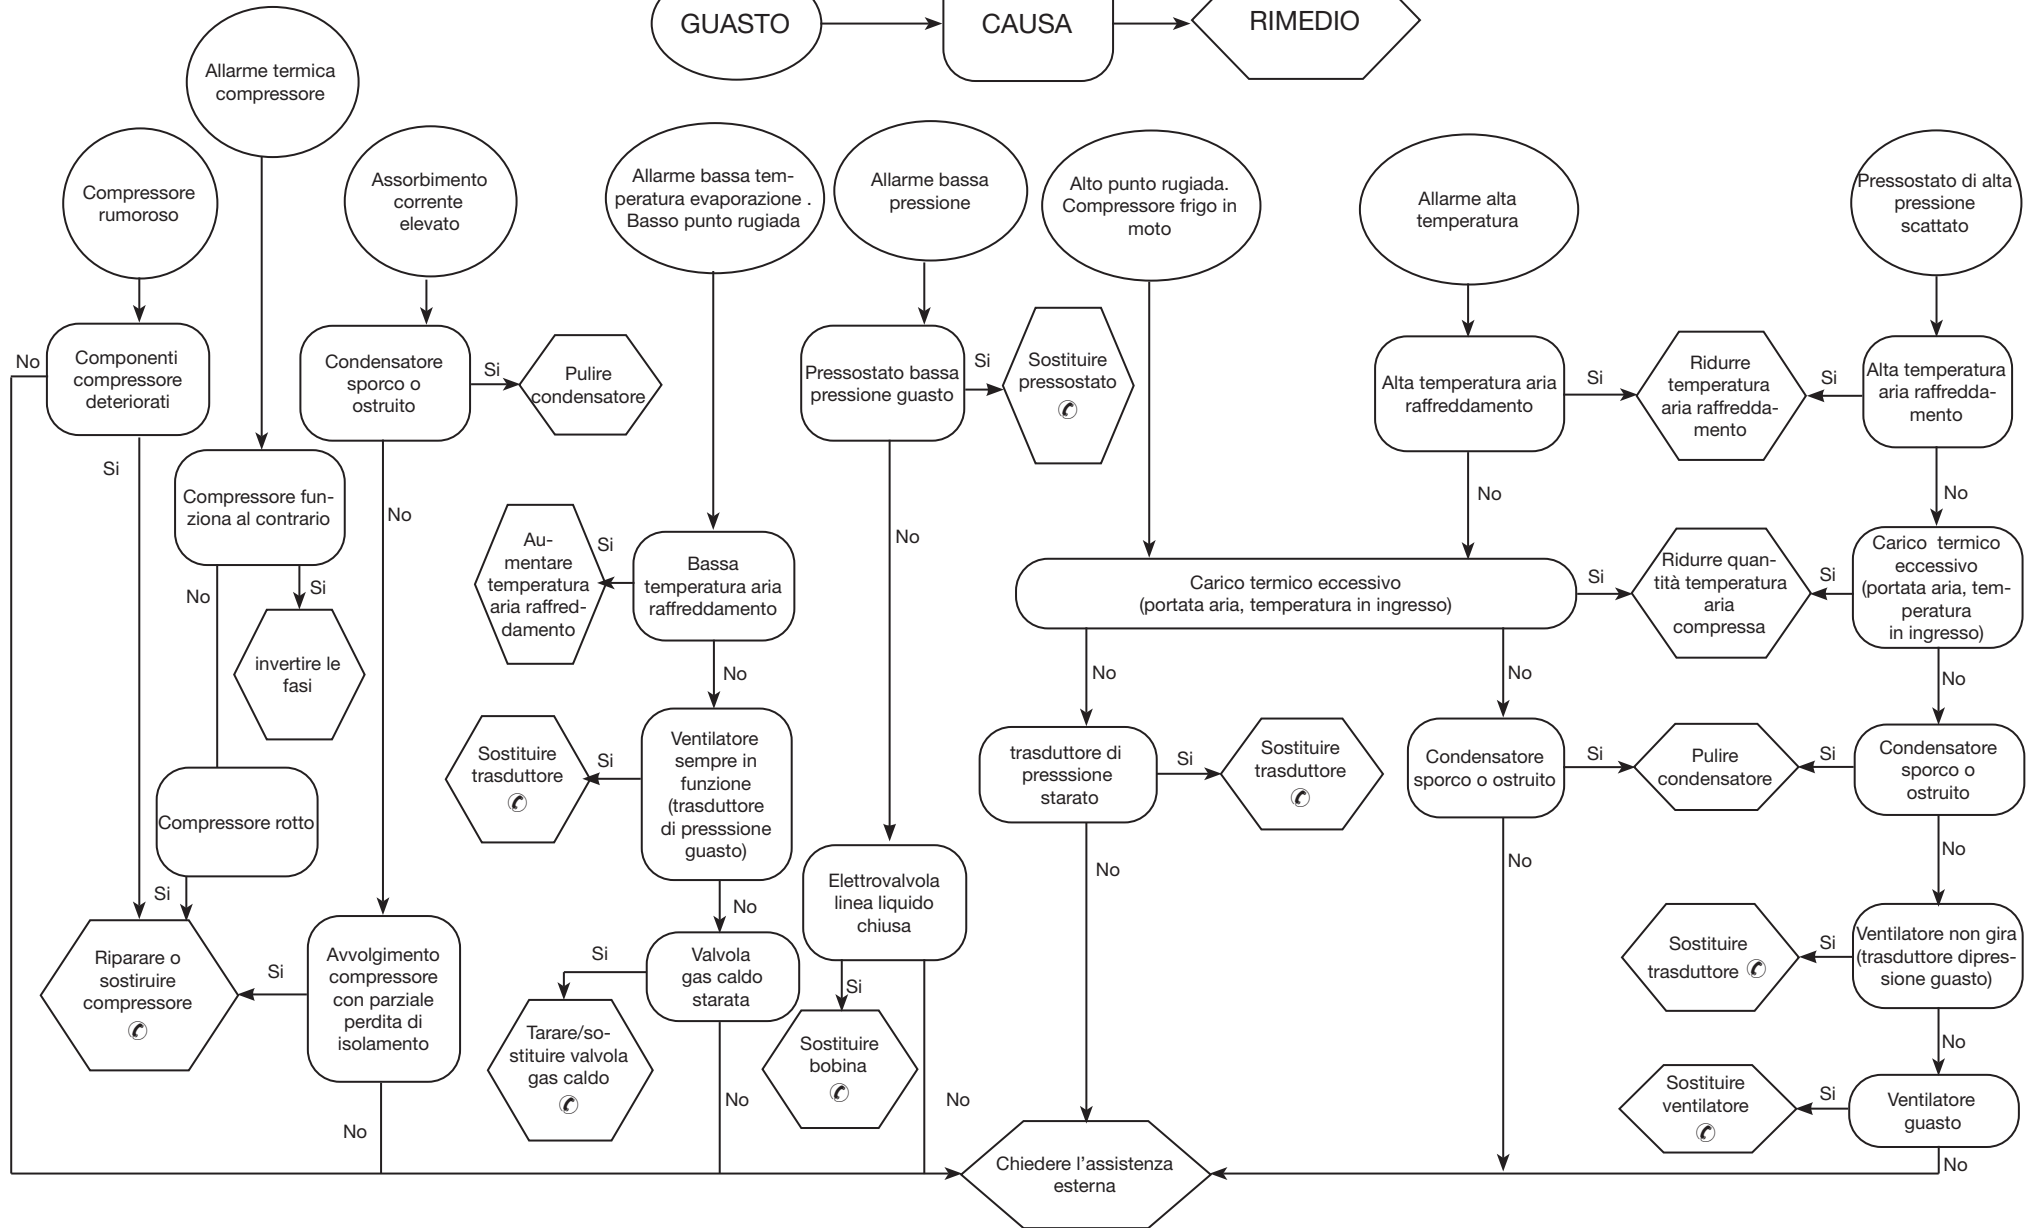 GUASTO
CAUSA
RIMEDIO
Allarme termica
compressore
Compressore
rumoroso
Assorbimento
corrente
elevato
Allarme bassa tem-
peratura evaporazione .
Basso punto rugiada
Allarme bassa
pressione
Alto punto rugiada.
Compressore frigo in
moto
Allarme alta
temperatura
Pressostato di alta
pressione
scattato
No
Componenti
compressore
deteriorati
Si
Condensatore
sporco o
ostruito
Si
Pulire
condensatore
No
Pressostato bassa
pressione guasto
Si
Sostituire
pressostato
No
Alta temperatura aria
raffreddamento
Si
Ridurre
temperatura
aria raffredda-
mento
Si
Alta temperatura
aria raffredda-
mento
No
No
Compressore fun-
ziona al contrario
No
Si
invertire le
fasi
Au-
mentare
temperatura
aria raffred-
damento
Si
Bassa
temperatura aria
raffreddamento
No
Carico termico eccessivo
(portata aria, temperatura in ingresso)
Si
Ridurre quan-
tità temperatura
aria
compressa
Si
Carico termico
eccessivo
(portata aria, tem-
peratura
in ingresso)
No
No
No
Sostituire
trasduttore
Si
Ventilatore
sempre in
funzione
(trasduttore
di presssione
guasto)
No
trasduttore di
presssione
starato
Si
Sostituire
trasduttore
No
Condensatore
sporco o ostruito
Si
Pulire
condensatore
Si
Condensatore
sporco o
ostruito
No
No
Compressore rotto
Si
Riparare o
sostiruire
compressore
Si
Avvolgimento
compressore
con parziale
perdita di
isolamento
No
Si
Valvola
gas caldo
starata
Tarare/so-
stituire valvola
gas caldo
No
Elettrovalvola
linea liquido
chiusa
Si
Sostituire
bobina
No
Sostituire
trasduttore
Si
Ventilatore non gira
(trasduttore dipres-
sione guasto)
No
Sostituire
ventilatore
Si
Ventilatore
guasto
No
Chiedere l'assistenza
esterna